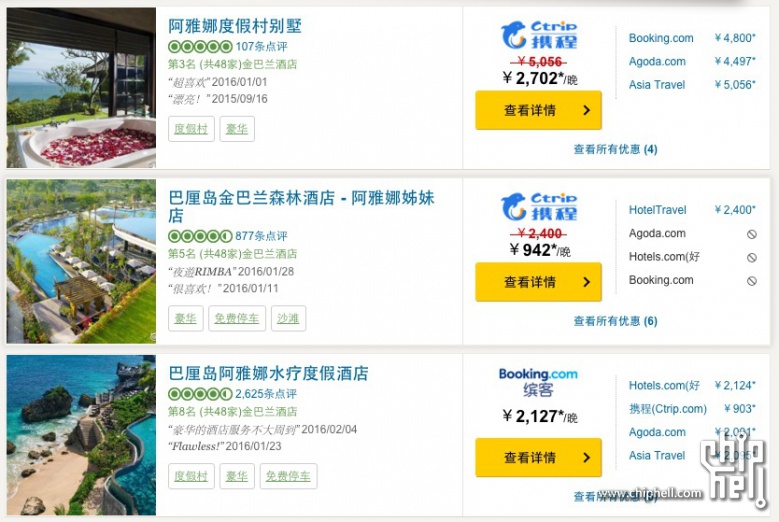 阿雅娜度假村别墅
107条点评
第3名 (共48家)金巴兰酒店
“超喜欢” 2016/01/01
“漂亮！” 2015/09/16
度假村 豪华
Ctrip
携程
￥5,056
￥2,702*/晚
查看详情
Booking.com ￥4,800*
Agoda.com ￥4,497*
Asia Travel ￥5,056*
查看所有优惠 (4)
巴厘岛金巴兰森林酒店 - 阿雅娜姊妹
店
877条点评
第5名 (共48家)金巴兰酒店
“夜遊RIMBA” 2016/01/28
“很喜欢！” 2016/01/11
豪华 免费停车 沙滩
Ctrip
携程
￥2,400
￥942*/晚
查看详情
HotelTravel ￥2,400*
Agoda.com
Hotels.com(好
Booking.com
查看所有优惠 (6)
巴厘岛阿雅娜水疗度假酒店
2,625条点评
第8名 (共48家)金巴兰酒店
“豪华的酒店服务不大周到” 2016/02/04
“Flawless!” 2016/01/23
度假村 豪华 免费停车
Booking.com
缤客
￥2,127*/晚
查看详情
Hotels.com(好 ￥2,124*
携程(Ctrip.com) ￥903*
Agoda.com ￥2,091*
Asia Travel ￥2,095*
查看所有优惠
www.chiphell.com
chip
hell